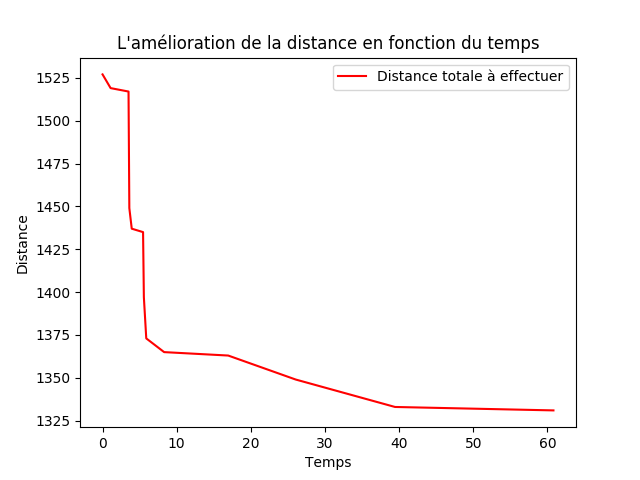 L'amélioration de la distance en fonction du temps
Distance totale à effectuer
1525
1500
1475
1450
1425
1400
1375
1350
1325
Distance
0 10 20 30 40 50 60
Temps